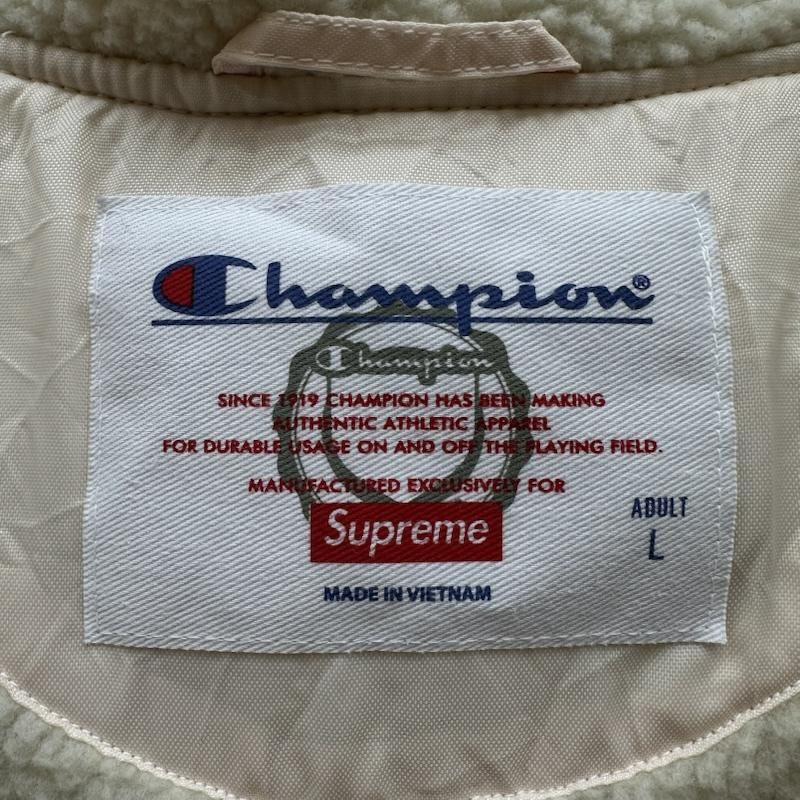 Champion®
Champion
SINCE 1919 CHAMPION HAS BEEN MAKING
AUTHENTIC ATHLETIC APPAREL
FOR DURABLE USAGE ON AND OFF THE PLAYING FIELD.
MANUFACTURED EXCLUSIVELY FOR
Supreme
ADULT
L
MADE IN VIETNAM